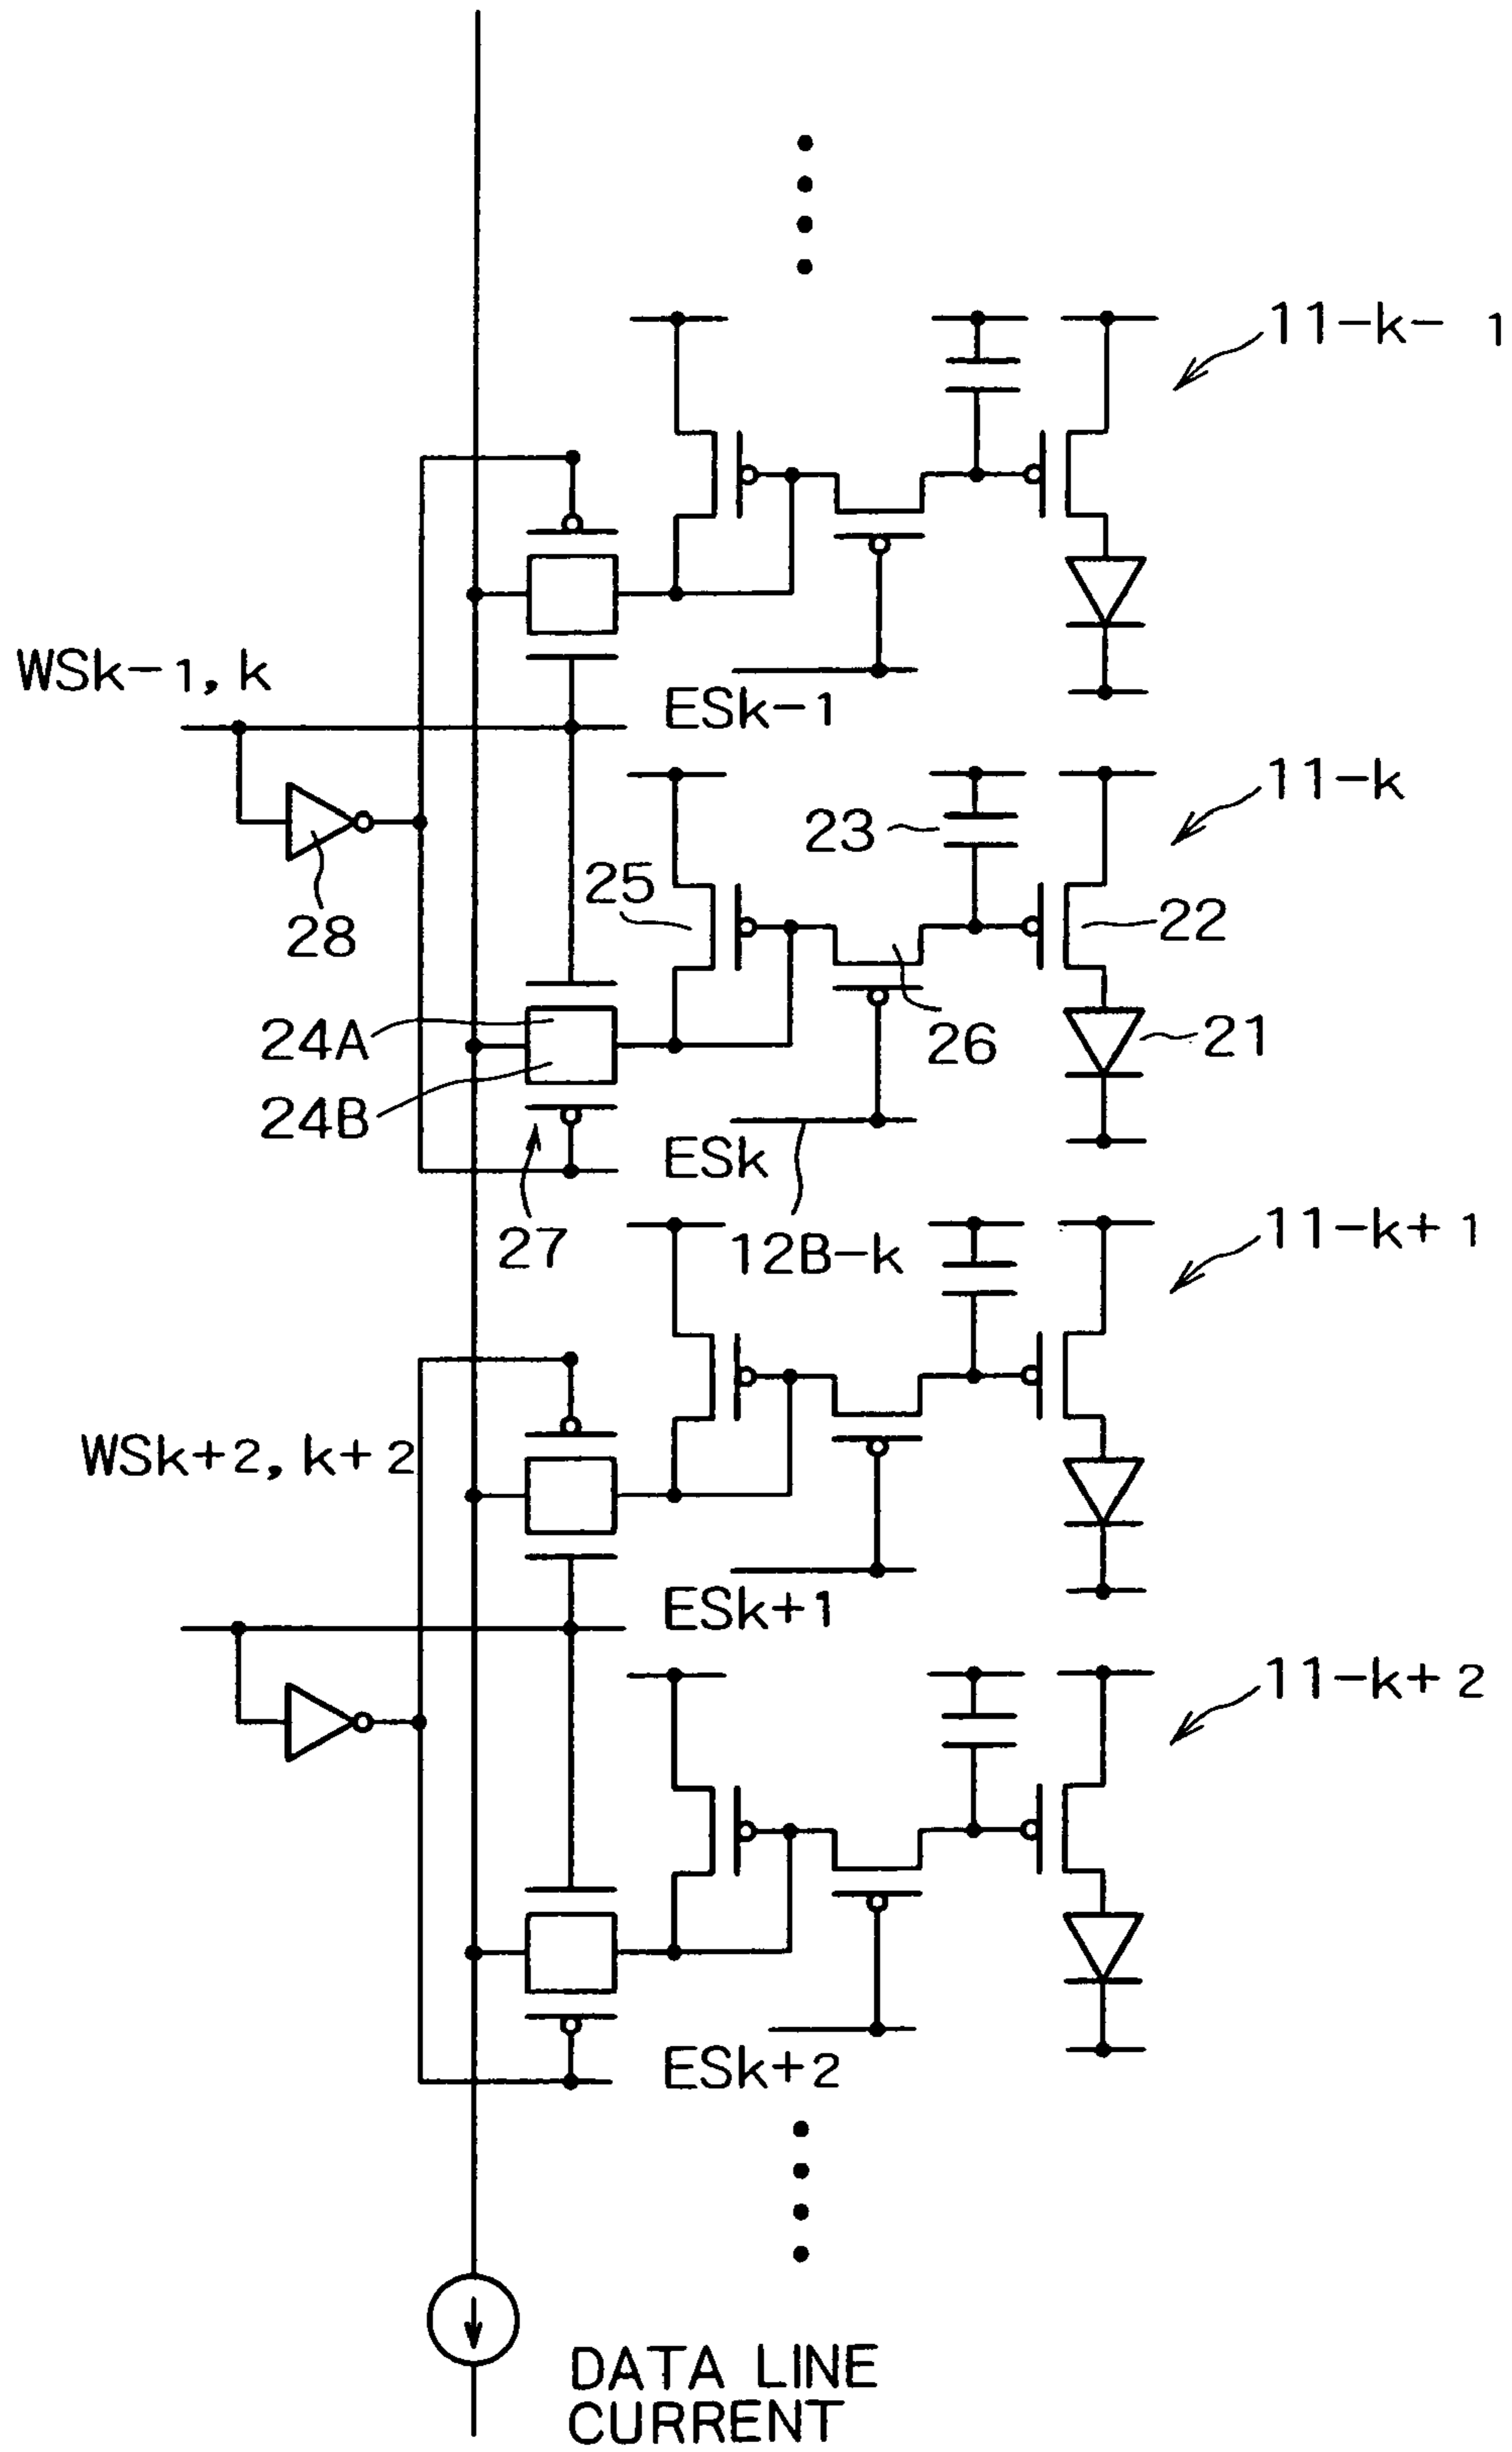 11-k-1
WSk-1, k
ESk-1
11-k
23
25
22
28
24A
26
21
24B
ESk
27
12B-k
11-k+1
WSk+2, k+2
ESk+1
11-k+2
ESk+2
DATA LINE
CURRENT